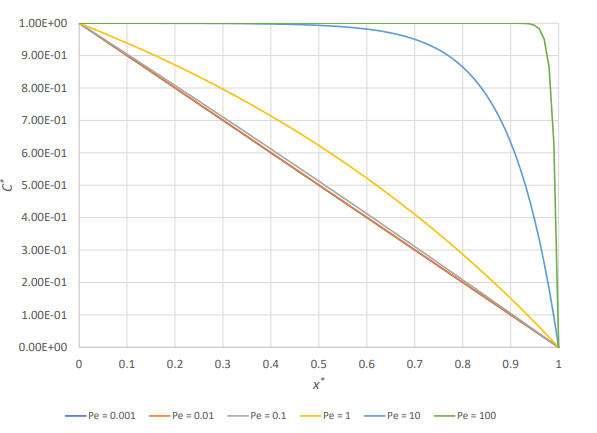 1.00E+00
9.00E-01
8.00E-01
7.00E-01
6.00E-01
5.00E-01
4.00E-01
3.00E-01
2.00E-01
1.00E-01
0.00E+00
C*
0 0.1 0.2 0.3 0.4 0.5 0.6 0.7 0.8 0.9 1
x*
Pe = 0.001 Pe = 0.01 Pe = 0.1 Pe = 1 Pe = 10 Pe = 100